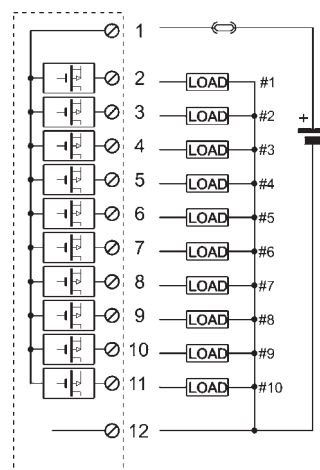 1
2 LOAD #1
3 LOAD #2
+
4 LOAD #3
5 LOAD #4
6 LOAD #5
7 LOAD #6
8 LOAD #7
9 LOAD #8
10 LOAD #9
11 LOAD #10
12